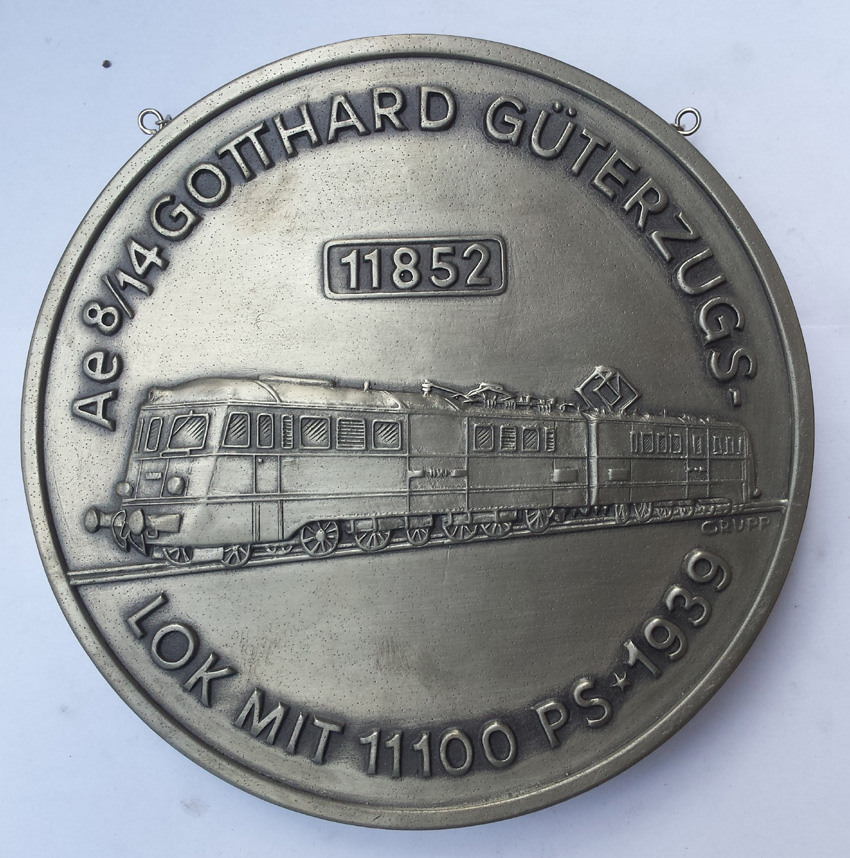 Ae 8/14 GOTTHARD GÜTERZUGS-
11852
GRUPP
LOK MIT 11100 PS★1939